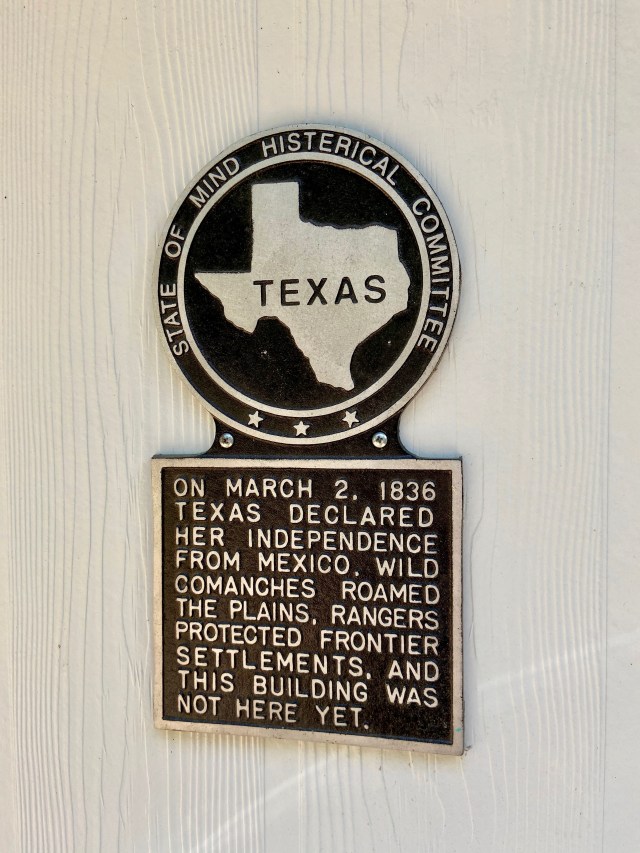 STATE OF MIND HISTERICAL COMMITTEE
TEXAS
ON MARCH 2, 1836
TEXAS DECLARED
HER INDEPENDENCE
FROM MEXICO. WILD
COMANCHES ROAMED
THE PLAINS, RANGERS
PROTECTED FRONTIER
SETTLEMENTS, AND
THIS BUILDING WAS
NOT HERE YET.